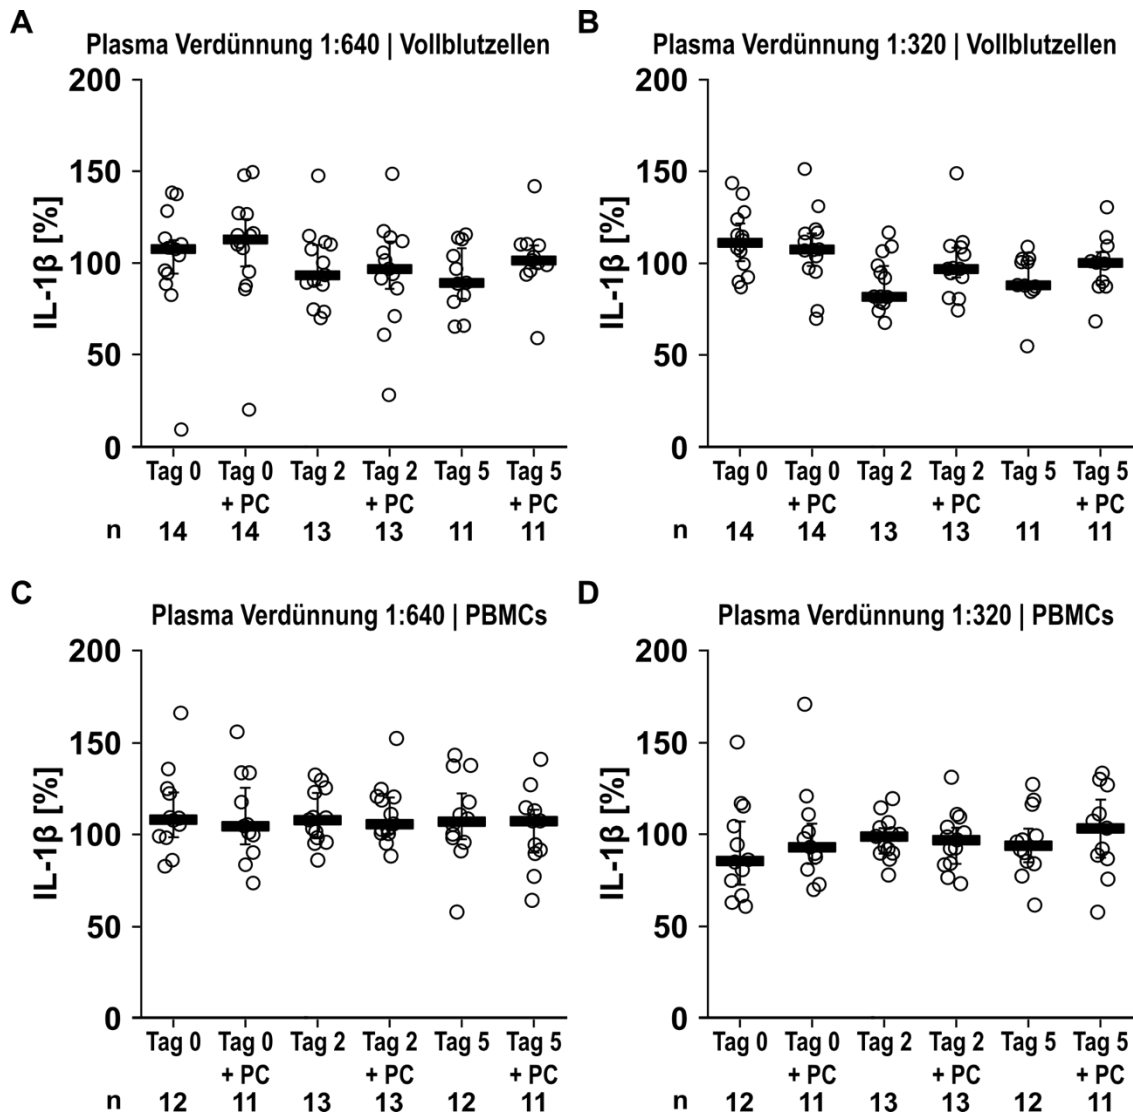 A
Plasma Verdünnung 1:640 | Vollblutzellen
IL-1β [%]
200
150
100
50
0
Tag 0 Tag 0 Tag 2 Tag 2 Tag 5 Tag 5
+ PC + PC + PC
n 14 14 13 13 11 11
B
Plasma Verdünnung 1:320 | Vollblutzellen
IL-1β [%]
200
150
100
50
0
Tag 0 Tag 0 Tag 2 Tag 2 Tag 5 Tag 5
+ PC + PC + PC
n 14 14 13 13 11 11
C
Plasma Verdünnung 1:640 | PBMCs
IL-1β [%]
200
150
100
50
0
Tag 0 Tag 0 Tag 2 Tag 2 Tag 5 Tag 5
+ PC + PC + PC
n 12 11 13 13 12 11
D
Plasma Verdünnung 1:320 | PBMCs
IL-1β [%]
200
150
100
50
0
Tag 0 Tag 0 Tag 2 Tag 2 Tag 5 Tag 5
+ PC + PC + PC
n 12 11 13 13 12 11